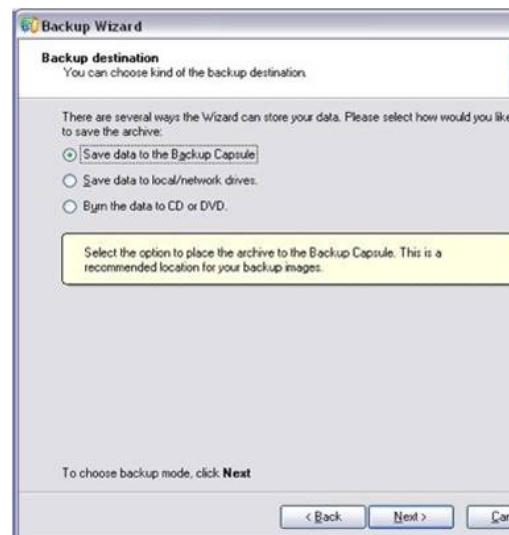 Backup Wizard
Backup destination
You can choose kind of the backup destination.
There are several ways the Wizard can store your data. Please select how would you like
to save the archive:
Save data to the Backup Capsule
Save data to local/network drives.
Burn the data to CD or DVD.
Select the option to place the archive to the Backup Capsule. This is a
recommended location for your backup images.
To choose backup mode, click Next
< Back
Next >